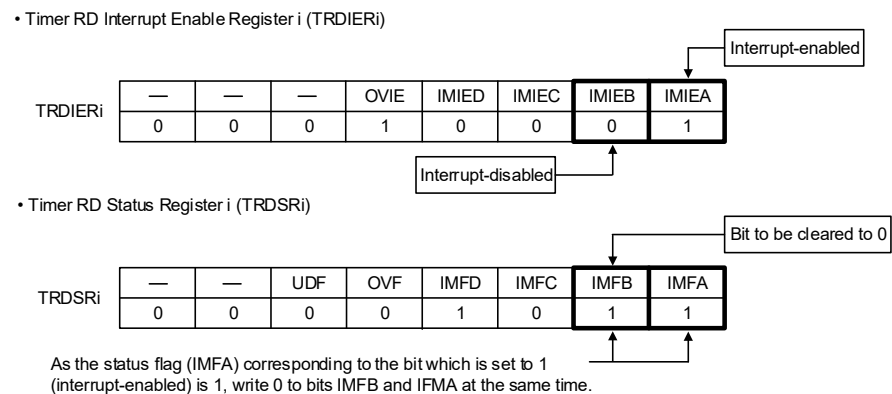 • Timer RD Interrupt Enable Register i (TRDIERi)
Interrupt-enabled
TRDIERi
— — — OVIE IMIED IMIEC IMIEB IMIEA
0 0 0 1 0 0 0 1
Interrupt-disabled
• Timer RD Status Register i (TRDSRi)
Bit to be cleared to 0
TRDSRi
— — UDF OVF IMFD IMFC IMFB IMFA
0 0 0 0 1 0 1 1
As the status flag (IMFA) corresponding to the bit which is set to 1
(interrupt-enabled) is 1, write 0 to bits IMFB and IFMA at the same time.